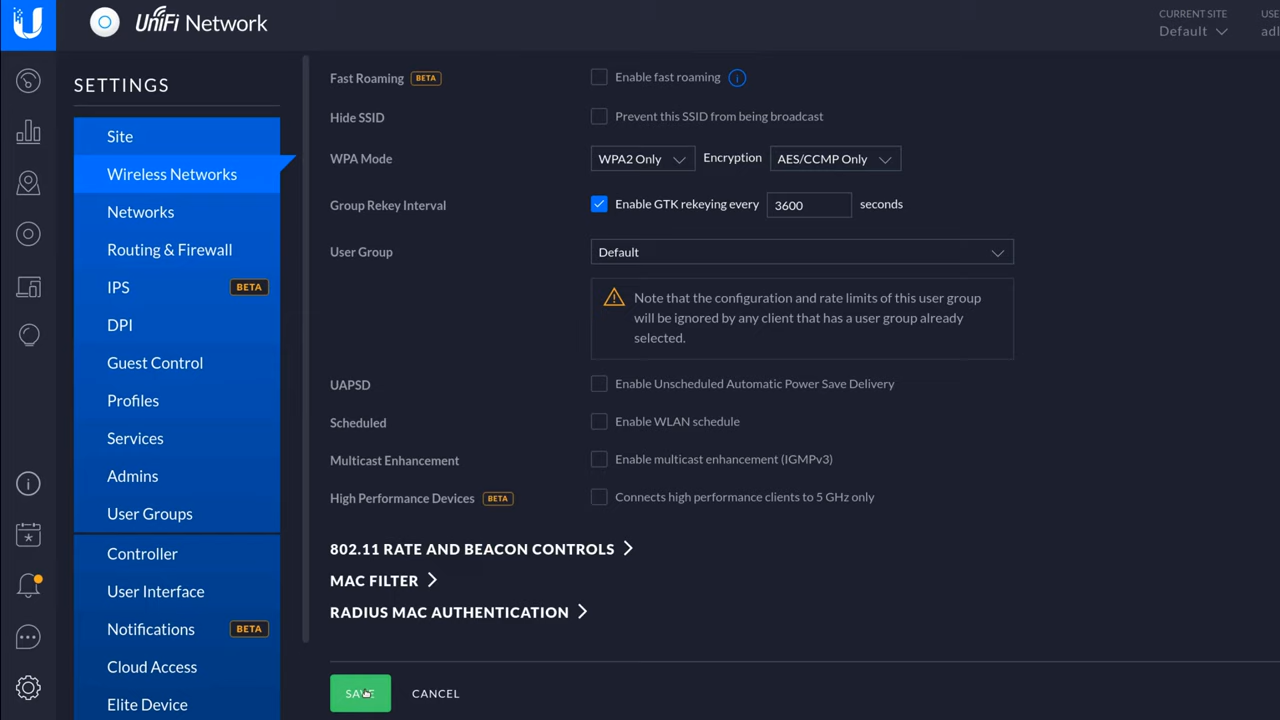 UniFi Network
CURRENT SITE
Default
SETTINGS
Site
Wireless Networks
Networks
Routing & Firewall
IPS BETA
DPI
Guest Control
Profiles
Services
Admins
User Groups
Controller
User Interface
Notifications BETA
Cloud Access
Elite Device
Fast Roaming BETA Enable fast roaming
Hide SSID Prevent this SSID from being broadcast
WPA Mode WPA2 Only Encryption AES/CCMP Only
Group Rekey Interval Enable GTK rekeying every 3600 seconds
User Group Default
Note that the configuration and rate limits of this user group
will be ignored by any client that has a user group already
selected.
UAPSD Enable Unscheduled Automatic Power Save Delivery
Scheduled Enable WLAN schedule
Multicast Enhancement Enable multicast enhancement (IGMPv3)
High Performance Devices BETA Connects high performance clients to 5 GHz only
802.11 RATE AND BEACON CONTROLS
MAC FILTER
RADIUS MAC AUTHENTICATION
SAVE CANCEL